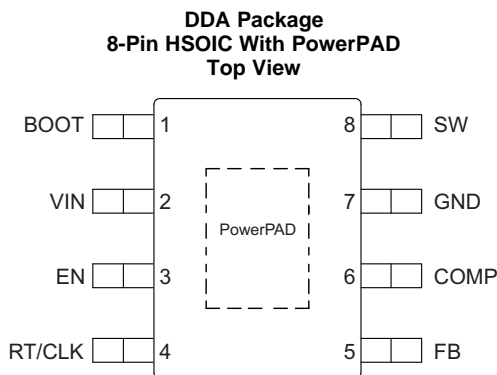 DDA Package
8-Pin HSOIC With PowerPAD
Top View
BOOT 1 8 SW
VIN 2 7 GND
PowerPAD
EN 3 6 COMP
RT/CLK 4 5 FB